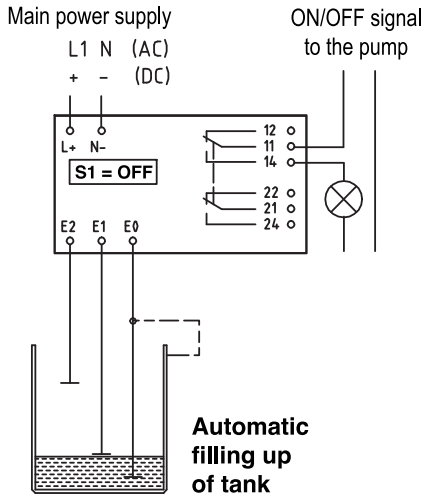 Main power supply
ON/OFF signal
to the pump
L1 N (AC)
+ - (DC)
L+ N-
S1 = OFF
12
11
14
22
21
24
E2 E1 E0
Automatic
filling up
of tank